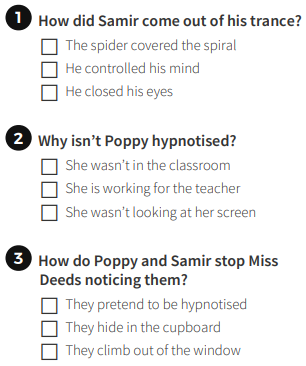 1 How did Samir come out of his trance?
The spider covered the spiral
He controlled his mind
He closed his eyes
2 Why isn't Poppy hypnotised?
She wasn't in the classroom
She is working for the teacher
She wasn't looking at her screen
3 How do Poppy and Samir stop Miss
Deeds noticing them?
They pretend to be hypnotised
They hide in the cupboard
They climb out of the window